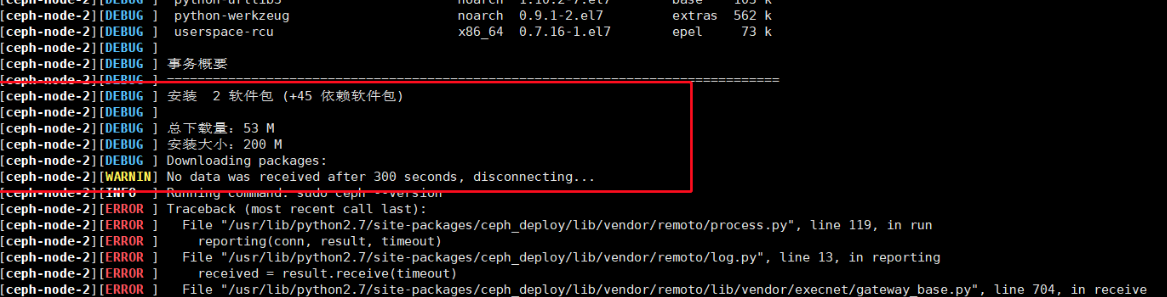 [ceph-node-2][DEBUG ]  python-urllib3 noarch 1.10.2-7.el7 base 103 k
[ceph-node-2][DEBUG ]  python-werkzeug noarch 0.9.1-2.el7 extras 562 k
[ceph-node-2][DEBUG ]  userspace-rcu x86_64 0.7.16-1.el7 epel 73 k
[ceph-node-2][DEBUG ]
[ceph-node-2][DEBUG ] 事务概要
[ceph-node-2][DEBUG ] ================================================================================
[ceph-node-2][DEBUG ] 安装  2 软件包 (+45 依赖软件包)
[ceph-node-2][DEBUG ]
[ceph-node-2][DEBUG ] 总下载量：53 M
[ceph-node-2][DEBUG ] 安装大小：200 M
[ceph-node-2][DEBUG ] Downloading packages:
[ceph-node-2][WARNIN] No data was received after 300 seconds, disconnecting...
[ceph-node-2][INFO  ] Running command: sudo ceph --version
[ceph-node-2][ERROR ] Traceback (most recent call last):
[ceph-node-2][ERROR ]   File "/usr/lib/python2.7/site-packages/ceph_deploy/lib/vendor/remoto/process.py", line 119, in run
[ceph-node-2][ERROR ]     reporting(conn, result, timeout)
[ceph-node-2][ERROR ]   File "/usr/lib/python2.7/site-packages/ceph_deploy/lib/vendor/remoto/log.py", line 13, in reporting
[ceph-node-2][ERROR ]     received = result.receive(timeout)
[ceph-node-2][ERROR ]   File "/usr/lib/python2.7/site-packages/ceph_deploy/lib/vendor/remoto/lib/vendor/execnet/gateway_base.py", line 704, in receive